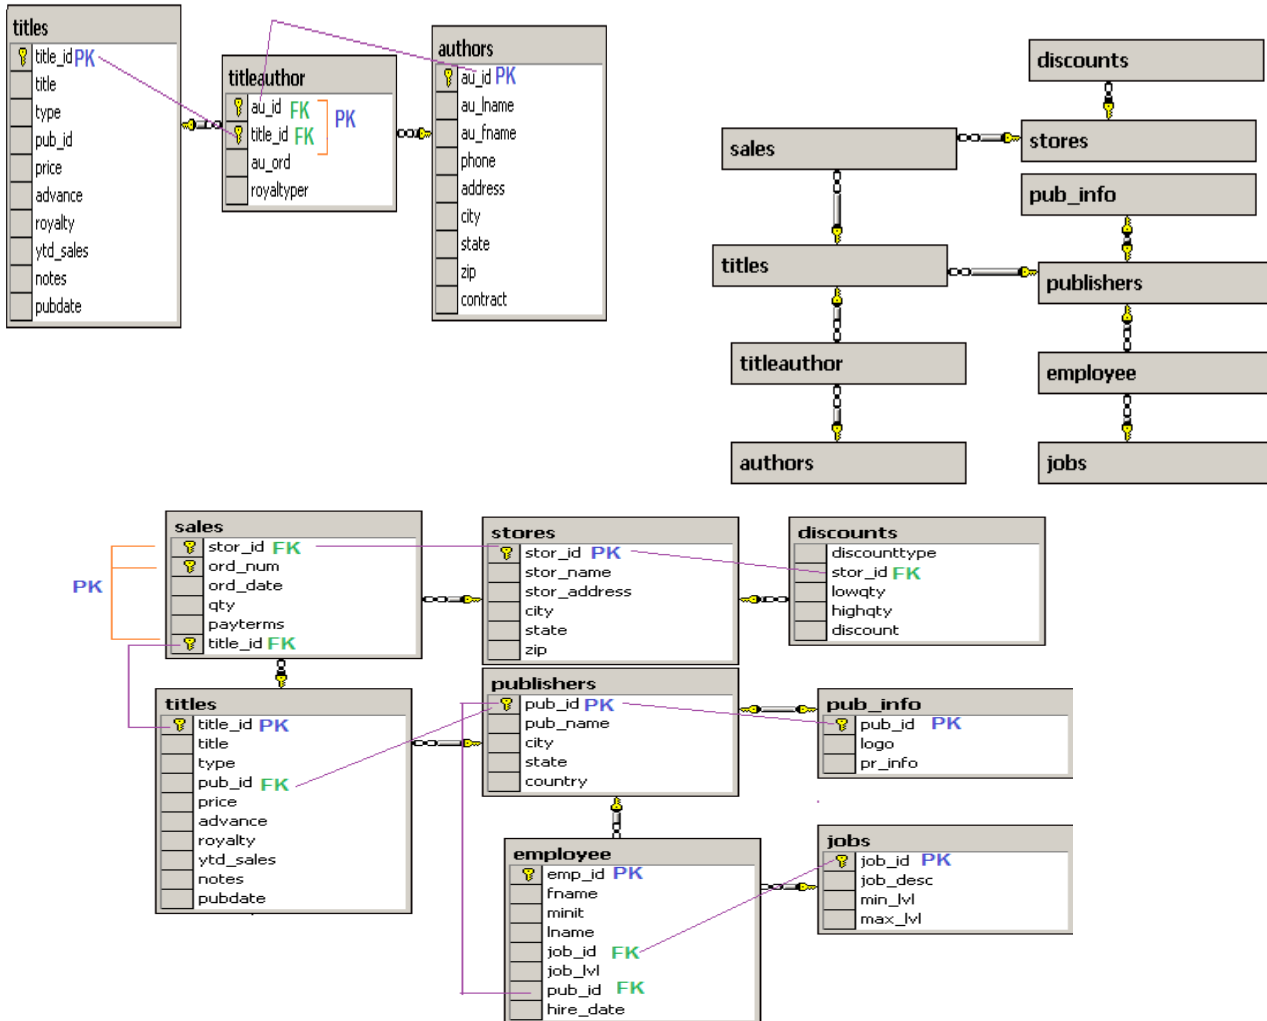 titles
title_id PK
title
type
pub_id
price
advance
royalty
ytd_sales
notes
pubdate
titleauthor
au_id FK
title_id FK
PK
au_ord
royaltyper
authors
au_id PK
au_lname
au_fname
phone
address
city
state
zip
contract
discounts
sales
stores
pub_info
titles
publishers
titleauthor
employee
authors
jobs
sales
stor_id FK
ord_num
ord_date
qty
payterms
title_id FK
PK
stores
stor_id PK
stor_name
stor_address
city
state
zip
discounts
discounttype
stor_id FK
lowqty
highqty
discount
titles
title_id PK
title
type
pub_id FK
price
advance
royalty
ytd_sales
notes
pubdate
publishers
pub_id PK
pub_name
city
state
country
pub_info
pub_id PK
logo
pr_info
employee
emp_id PK
fname
minit
lname
job_id FK
job_lvl
pub_id FK
hire_date
jobs
job_id PK
job_desc
min_lvl
max_lvl